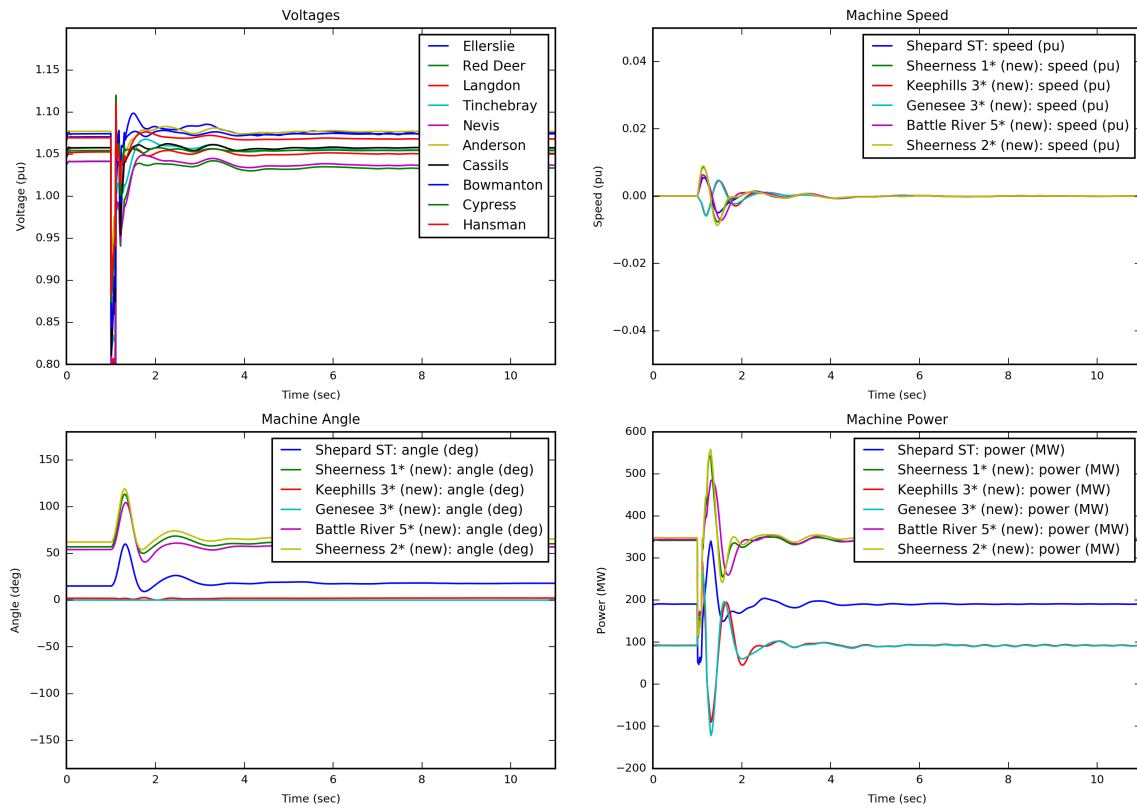 Voltages
1.15
1.10
1.05
1.00
0.95
0.90
0.85
0.80
Voltage (pu)
0
2
4
6
8
10
Time (sec)
Ellerslie
Red Deer
Langdon
Tinchebray
Nevis
Anderson
Cassils
Bowmanton
Cypress
Hansman
Machine Speed
0.04
0.02
0.00
−0.02
−0.04
Speed (pu)
0
2
4
6
8
10
Time (sec)
Shepard ST: speed (pu)
Sheerness 1* (new): speed (pu)
Keephills 3* (new): speed (pu)
Genesee 3* (new): speed (pu)
Battle River 5* (new): speed (pu)
Sheerness 2* (new): speed (pu)
Machine Angle
150
100
50
0
−50
−100
−150
Angle (deg)
0
2
4
6
8
10
Time (sec)
Shepard ST: angle (deg)
Sheerness 1* (new): angle (deg)
Keephills 3* (new): angle (deg)
Genesee 3* (new): angle (deg)
Battle River 5* (new): angle (deg)
Sheerness 2* (new): angle (deg)
Machine Power
600
500
400
300
200
100
0
−100
−200
Power (MW)
0
2
4
6
8
10
Time (sec)
Shepard ST: power (MW)
Sheerness 1* (new): power (MW)
Keephills 3* (new): power (MW)
Genesee 3* (new): power (MW)
Battle River 5* (new): power (MW)
Sheerness 2* (new): power (MW)